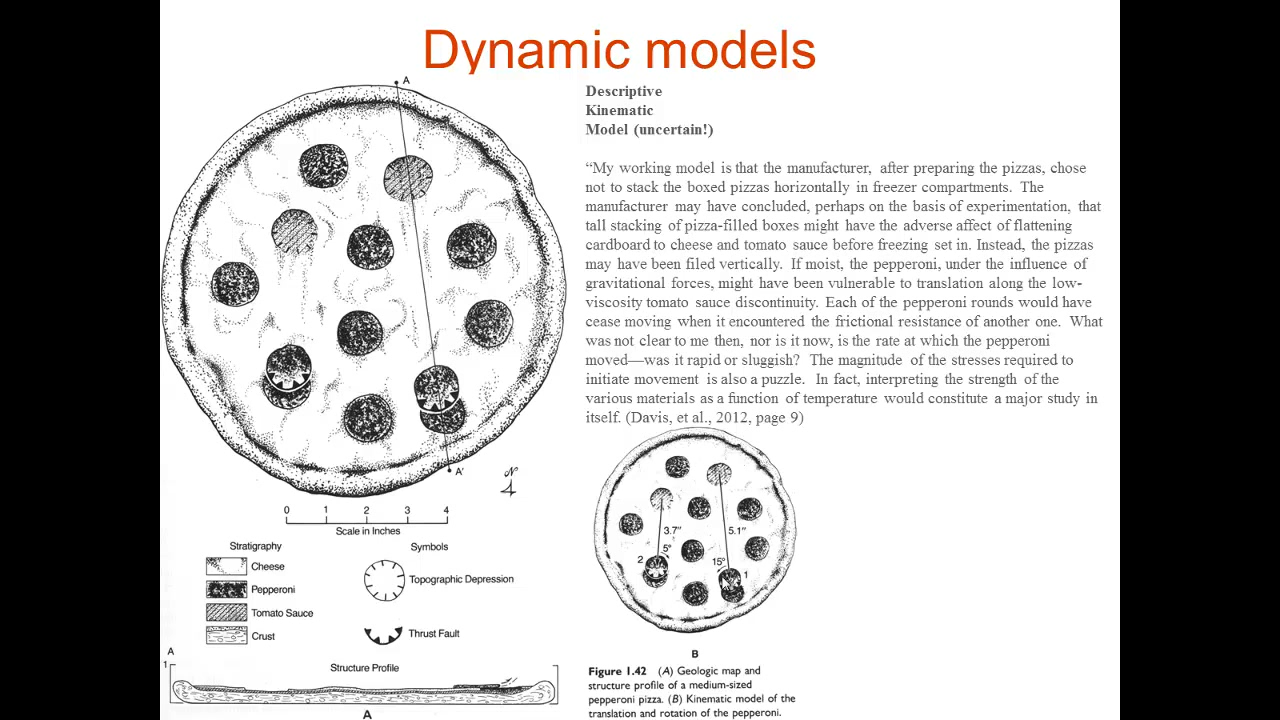 Dynamic models
Descriptive
Kinematic
Model (uncertain!)
“My working model is that the manufacturer, after preparing the pizzas, chose
not to stack the boxed pizzas horizontally in freezer compartments. The
manufacturer may have concluded, perhaps on the basis of experimentation, that
tall stacking of pizza-filled boxes might have the adverse affect of flattening
cardboard to cheese and tomato sauce before freezing set in. Instead, the pizzas
may have been filed vertically. If moist, the pepperoni, under the influence of
gravitational forces, might have been vulnerable to translation along the low-
viscosity tomato sauce discontinuity. Each of the pepperoni rounds would have
cease moving when it encountered the frictional resistance of another one. What
was not clear to me then, nor is it now, is the rate at which the pepperoni
moved—was it rapid or sluggish? The magnitude of the stresses required to
initiate movement is also a puzzle. In fact, interpreting the strength of the
various materials as a function of temperature would constitute a major study in
itself. (Davis, et al., 2012, page 9)
A
A'
N
0 1 2 3 4
Scale in Inches
Stratigraphy
Cheese
Pepperoni
Tomato Sauce
Crust
Symbols
Topographic Depression
Thrust Fault
A
1
Structure Profile
A
3.7"
5.1"
5°
15°
2
1
B
Figure 1.42 (A) Geologic map and
structure profile of a medium-sized
pepperoni pizza. (B) Kinematic model of the
translation and rotation of the pepperoni.